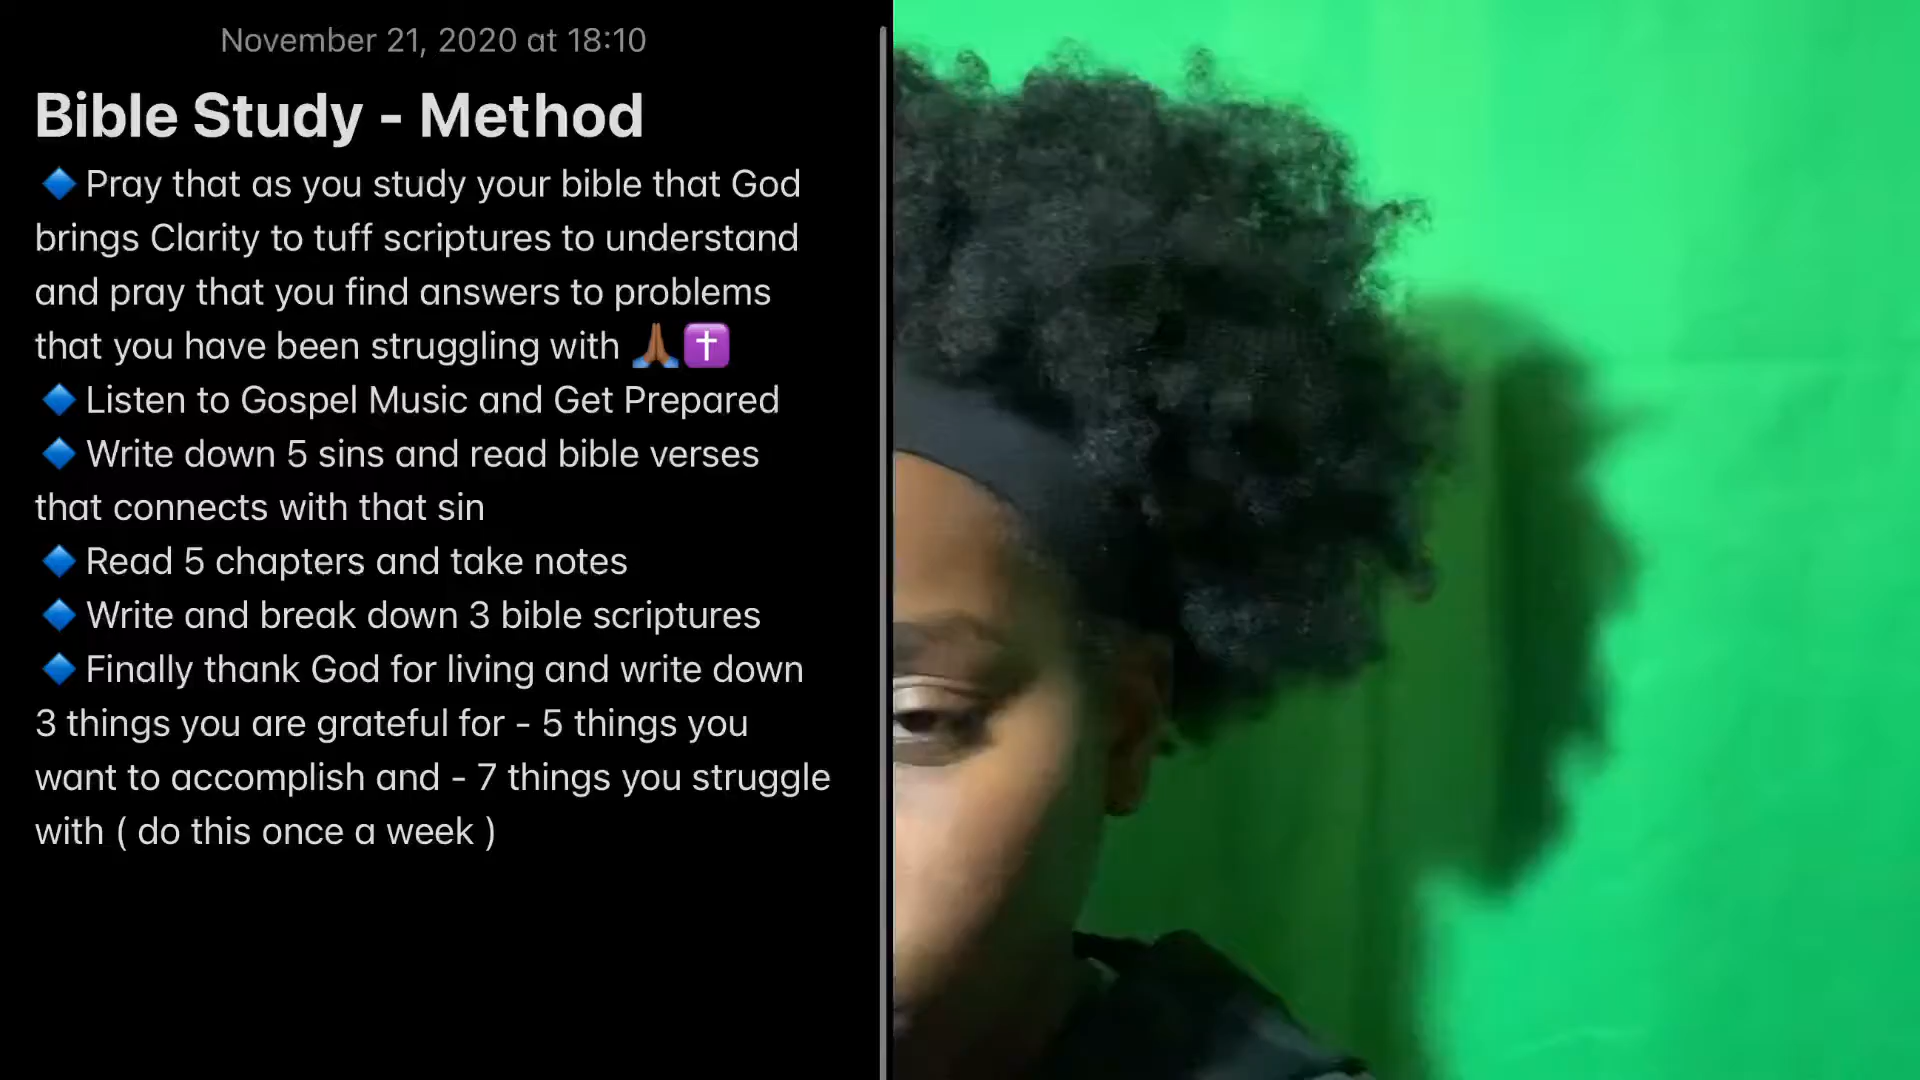 November 21, 2020 at 18:10
Bible Study - Method
🔷 Pray that as you study your bible that God
brings Clarity to tuff scriptures to understand
and pray that you find answers to problems
that you have been struggling with 🙏🏾✝️
🔷 Listen to Gospel Music and Get Prepared
🔷 Write down 5 sins and read bible verses
that connects with that sin
🔷 Read 5 chapters and take notes
🔷 Write and break down 3 bible scriptures
🔷 Finally thank God for living and write down
3 things you are grateful for - 5 things you
want to accomplish and - 7 things you struggle
with ( do this once a week )